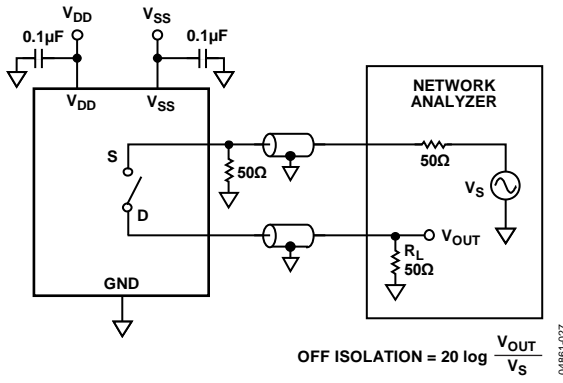 VDD
VSS
0.1µF
0.1µF
VDD
VSS
NETWORK
ANALYZER
S
50Ω
50Ω
VS
D
VOUT
RL
50Ω
GND
OFF ISOLATION = 20 log VOUT
VS
04861-027